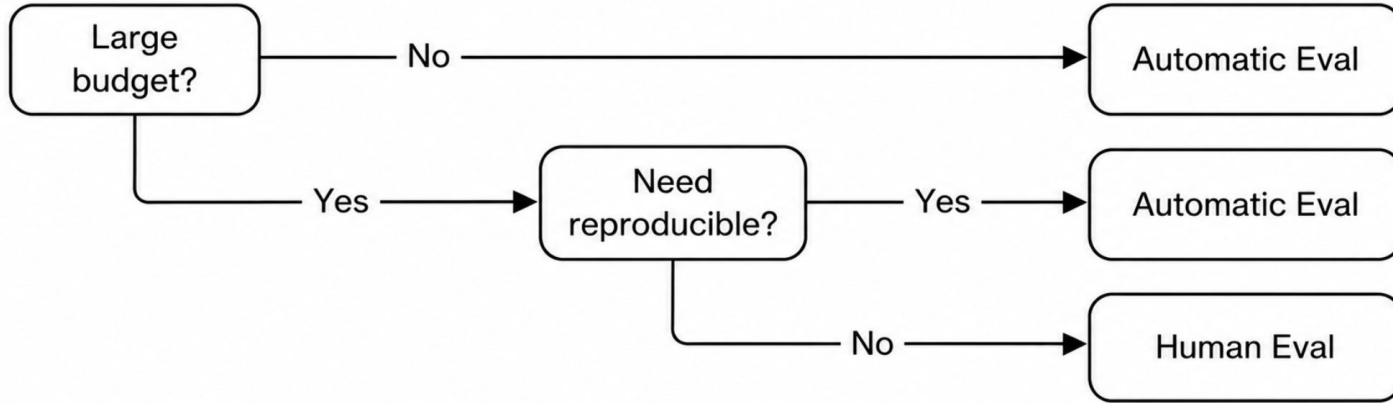 Large
budget?
No
Automatic Eval
Yes
Need
reproducible?
Yes
Automatic Eval
No
Human Eval